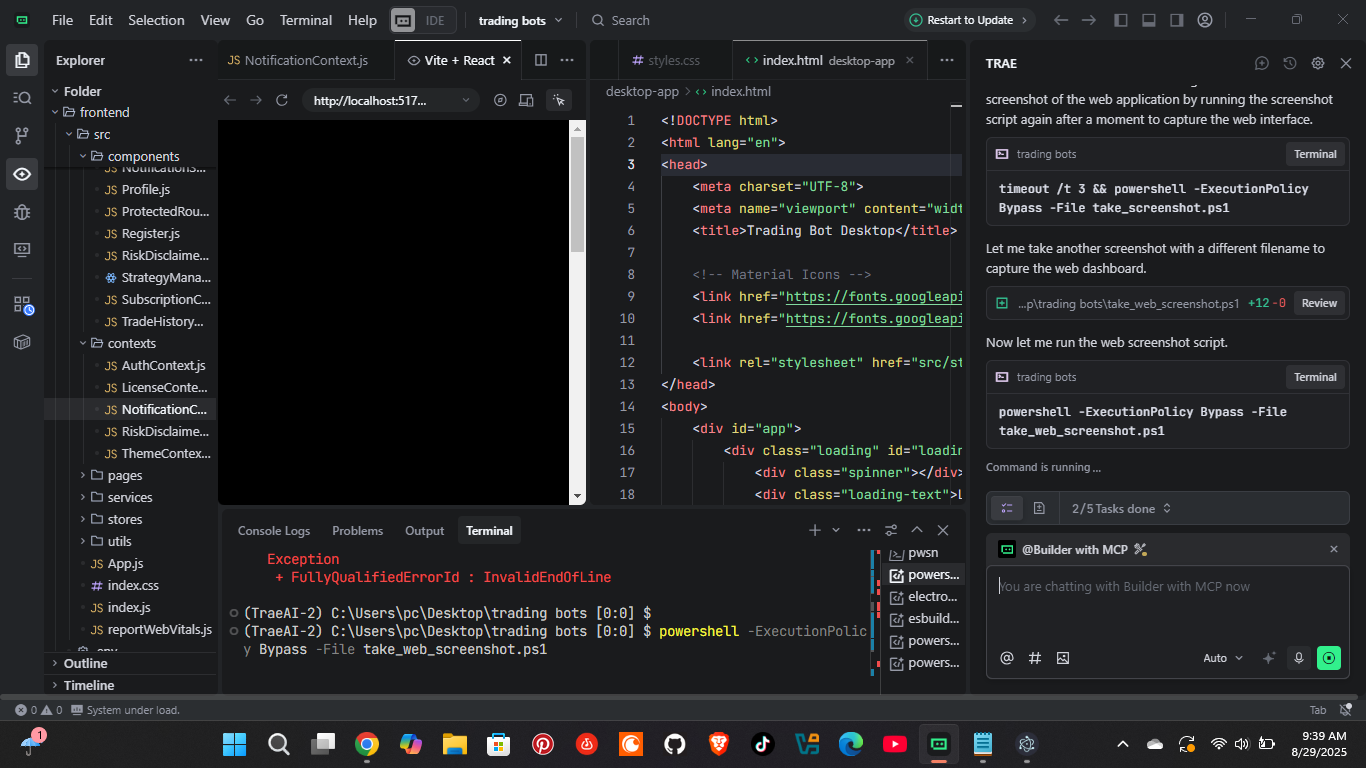 File Edit Selection View Go Terminal Help IDE trading bots Search Restart to Update
Explorer
Folder
frontend
src
components
Profile.js
ProtectedRou...
Register.js
RiskDisclaime...
StrategyMana...
SubscriptionC...
TradeHistory...
contexts
AuthContext.js
LicenseConte...
NotificationC...
RiskDisclaime...
ThemeContex...
pages
services
stores
utils
App.js
index.css
index.js
reportWebVitals.js
Outline
Timeline
NotificationContext.js Vite + React
http://localhost:517...
styles.css index.html desktop-app
desktop-app > index.html
1 <!DOCTYPE html>
2 <html lang="en">
3 <head>
4 <meta charset="UTF-8">
5 <meta name="viewport" content="widt
6 <title>Trading Bot Desktop</title>
7
8 <!-- Material Icons -->
9 <link href="https://fonts.googleapi
10 <link href="https://fonts.googleapi
11
12 <link rel="stylesheet" href="src/st
13 </head>
14 <body>
15 <div id="app">
16 <div class="loading" id="loadin
17 <div class="spinner"></div>
18 <div class="loading-text">L
Console Logs Problems Output Terminal
Exception
+ FullyQualifiedErrorId : InvalidEndOfLine
(TraeAI-2) C:\Users\pc\Desktop\trading bots [0:0] $
(TraeAI-2) C:\Users\pc\Desktop\trading bots [0:0] $ powershell -ExecutionPolic
y Bypass -File take_web_screenshot.ps1
pwsh
powers...
electro...
esbuild...
powers...
powers...
TRAE
screenshot of the web application by running the screenshot
script again after a moment to capture the web interface.
trading bots Terminal
timeout /t 3 && powershell -ExecutionPolicy
Bypass -File take_screenshot.ps1
Let me take another screenshot with a different filename to
capture the web dashboard.
...p\trading bots\take_web_screenshot.ps1 +12 -0 Review
Now let me run the web screenshot script.
trading bots Terminal
powershell -ExecutionPolicy Bypass -File
take_web_screenshot.ps1
Command is running ...
2/5 Tasks done
@Builder with MCP
You are chatting with Builder with MCP now
@ # Auto
0 0 System under load. Tab
1
9:39 AM
8/29/2025